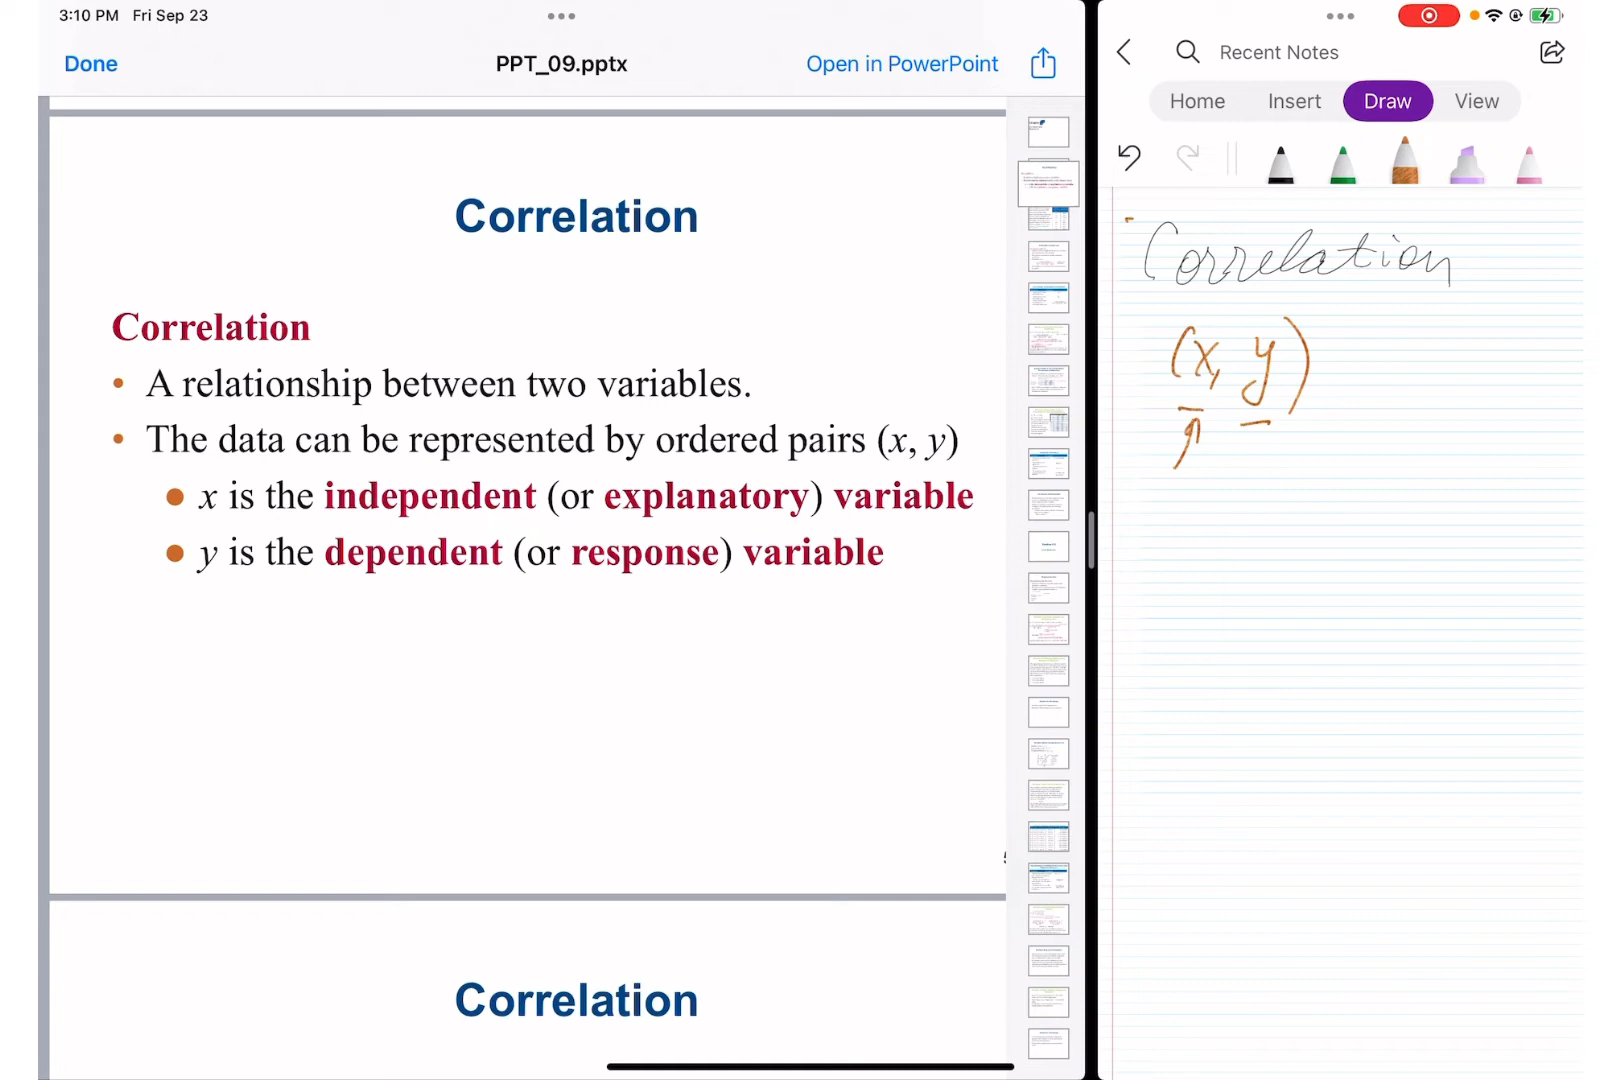 3:10 PM Fri Sep 23
Done
PPT_09.pptx
Open in PowerPoint
Correlation
Correlation
• A relationship between two variables.
• The data can be represented by ordered pairs (x, y)
• x is the independent (or explanatory) variable
• y is the dependent (or response) variable
Correlation
Recent Notes
Home Insert Draw View
Correlation
(x, y)